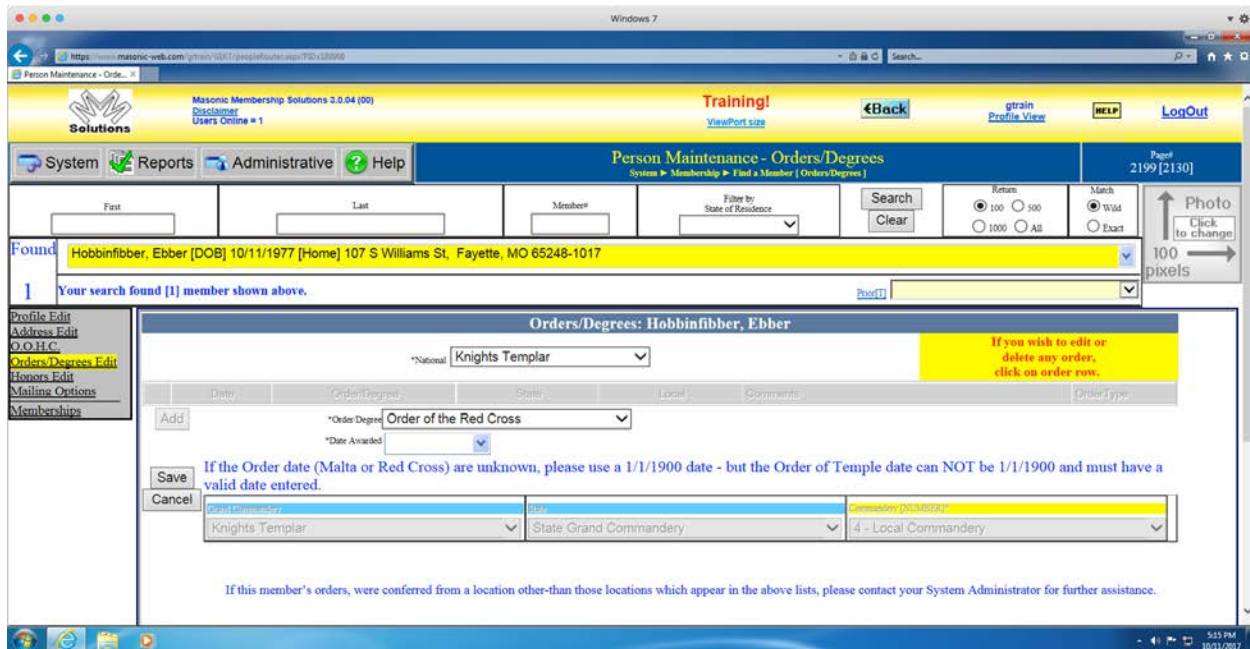 Windows 7
Search...
Person Maintenance - Orde...
Solutions
Masonic Membership Solutions 3.0.04 (00)
Disclaimer
Users Online = 1
Training!
ViewPort size
Back
gtrain
Profile View
HELP
LogOut
System Reports Administrative Help
Person Maintenance - Orders/Degrees
System ► Membership ► Find a Member [ Orders/Degrees ]
Page#
2199 [2130]
First
Last
Member#
Filter by
State of Residence
Search
Clear
Return
100 500
1000 All
Match
Wild
Exact
Photo
Click
to change
100
pixels
Found
1
Hobbinfibber, Ebber [DOB] 10/11/1977 [Home] 107 S Williams St, Fayette, MO 65248-1017
Your search found [1] member shown above.
Profile Edit
Address Edit
O.O.H.C.
Orders/Degrees Edit
Honors Edit
Mailing Options
Memberships
Orders/Degrees: Hobbinfibber, Ebber
*National Knights Templar
If you wish to edit or
delete any order,
click on order row.
Date Order/Degree State Local Comments OrderType
Add
*Order/Degree Order of the Red Cross
*Date Awarded
Save
Cancel
If the Order date (Malta or Red Cross) are unknown, please use a 1/1/1900 date - but the Order of Temple date can NOT be 1/1/1900 and must have a
valid date entered.
Grand Commandery State Commandery [NUMBER]*
Knights Templar State Grand Commandery 4 - Local Commandery
If this member's orders, were conferred from a location other-than those locations which appear in the above lists, please contact your System Administrator for further assistance.
5:15 PM
10/11/2017